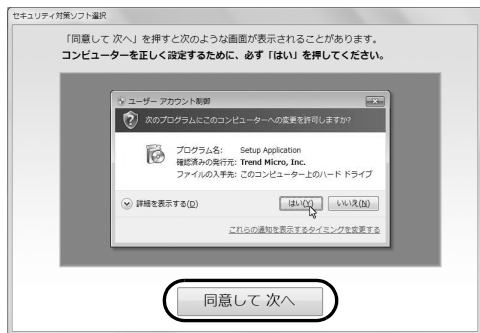 セキュリティ対策ソフト選択
「同意して 次へ」を押すと次のような画面が表示されることがあります。
コンピューターを正しく設定するために、必ず「はい」を押してください。
ユーザー アカウント制御
次のプログラムにこのコンピューターへの変更を許可しますか?
プログラム名: Setup Application
確認済みの発行元: Trend Micro, Inc.
ファイルの入手先: このコンピューター上のハード ドライブ
詳細を表示する(D)
はい(Y)
いいえ(N)
これらの通知を表示するタイミングを変更する
同意して 次へ